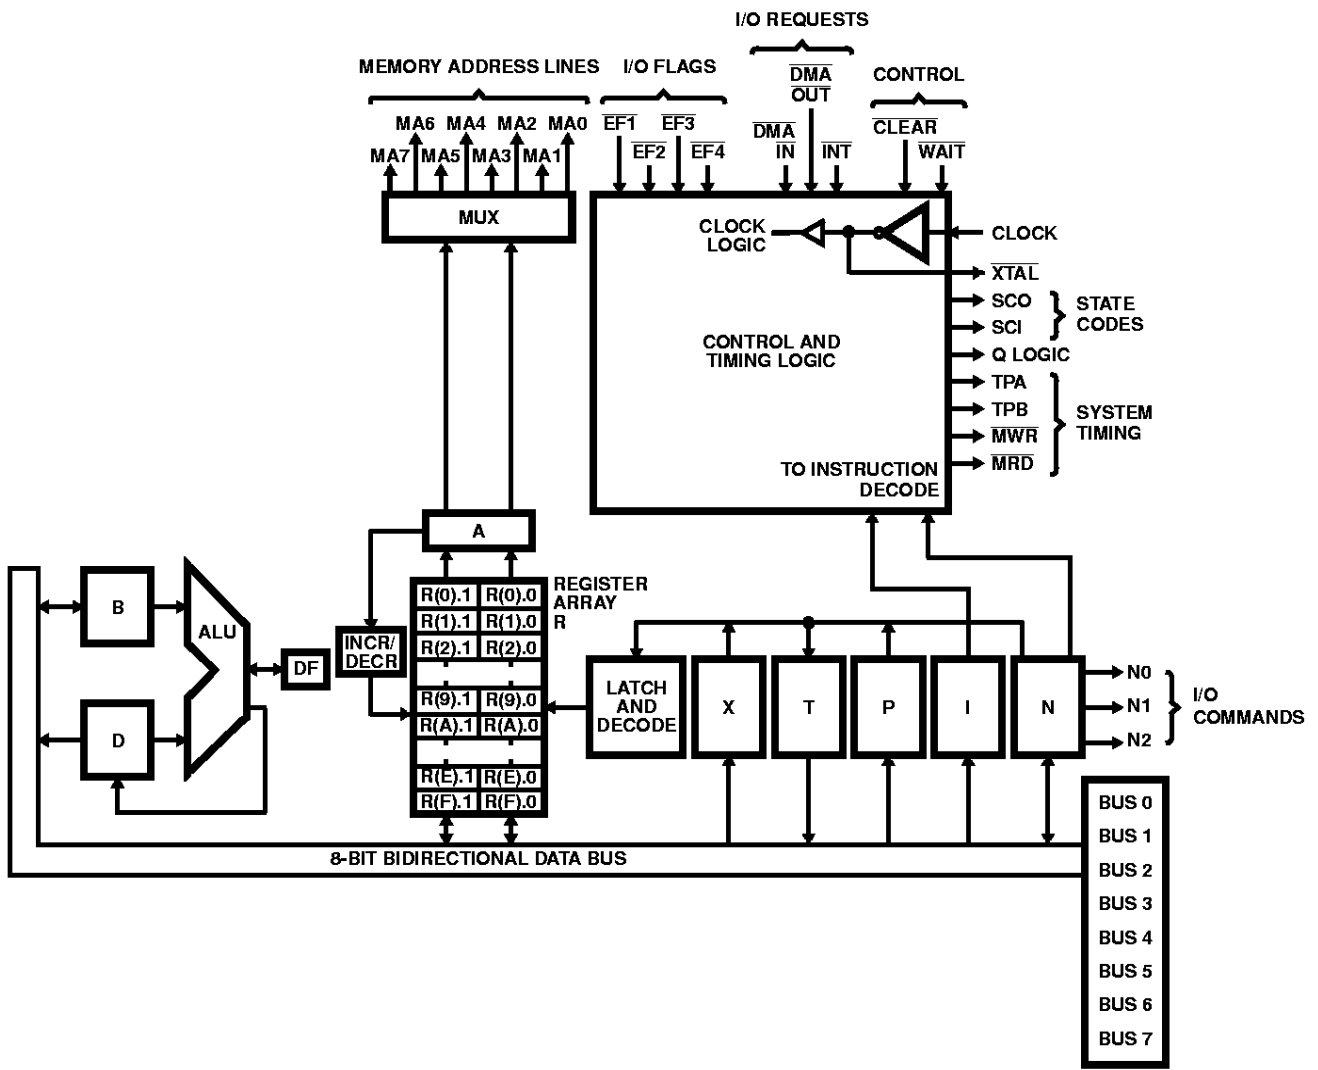 I/O REQUESTS
MEMORY ADDRESS LINES
I/O FLAGS
DMA
OUT
CONTROL
MA6 MA4 MA2 MA0
EF1 EF3
DMA
IN
CLEAR
MA7 MA5 MA3 MA1
EF2 EF4
INT
WAIT
MUX
CLOCK
LOGIC
CLOCK
XTAL
SCO
SCI
STATE
CODES
CONTROL AND
TIMING LOGIC
Q LOGIC
TPA
TPB
MWR
MRD
SYSTEM
TIMING
TO INSTRUCTION
DECODE
A
REGISTER
ARRAY
R
R(0).1 R(0).0
R(1).1 R(1).0
R(2).1 R(2).0
R(9).1 R(9).0
R(A).1 R(A).0
R(E).1 R(E).0
R(F).1 R(F).0
B
ALU
DF
INCR/
DECR
D
LATCH
AND
DECODE
X
T
P
I
N
N0
N1
N2
I/O
COMMANDS
8-BIT BIDIRECTIONAL DATA BUS
BUS 0
BUS 1
BUS 2
BUS 3
BUS 4
BUS 5
BUS 6
BUS 7